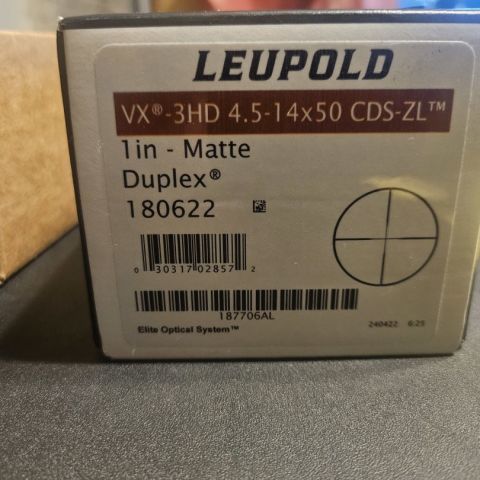 LEUPOLD
VX®-3HD 4.5-14x50 CDS-ZL™
1in - Matte
Duplex®
180622
0 30317 02857 2
187706AL
Elite Optical System™
240422 6:25